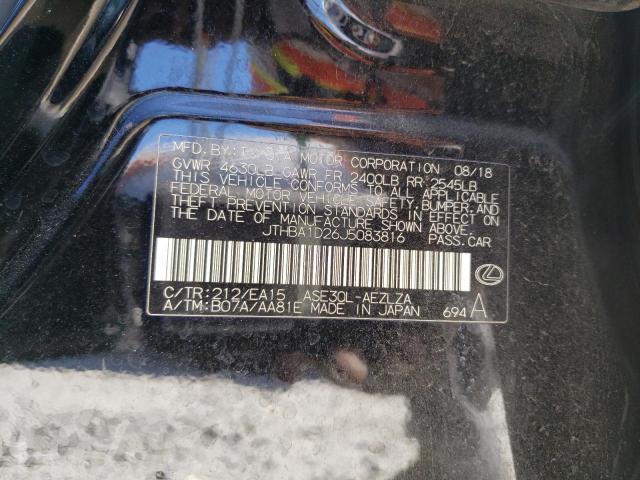 MFD. BY: TOYOTA MOTOR CORPORATION 08/18
GVWR 4630LB GAWR FR 2400LB RR 2545LB
THIS VEHICLE CONFORMS TO ALL APPLICABLE
FEDERAL MOTOR VEHICLE SAFETY, BUMPER, AND
THEFT PREVENTION STANDARDS IN EFFECT ON
THE DATE OF MANUFACTURE SHOWN ABOVE.
JTHBA1D26J5083816 PASS.CAR
C/TR:212/EA15 ASE30L-AEZLZA
A/TM:B07A/AA81E MADE IN JAPAN 694 A